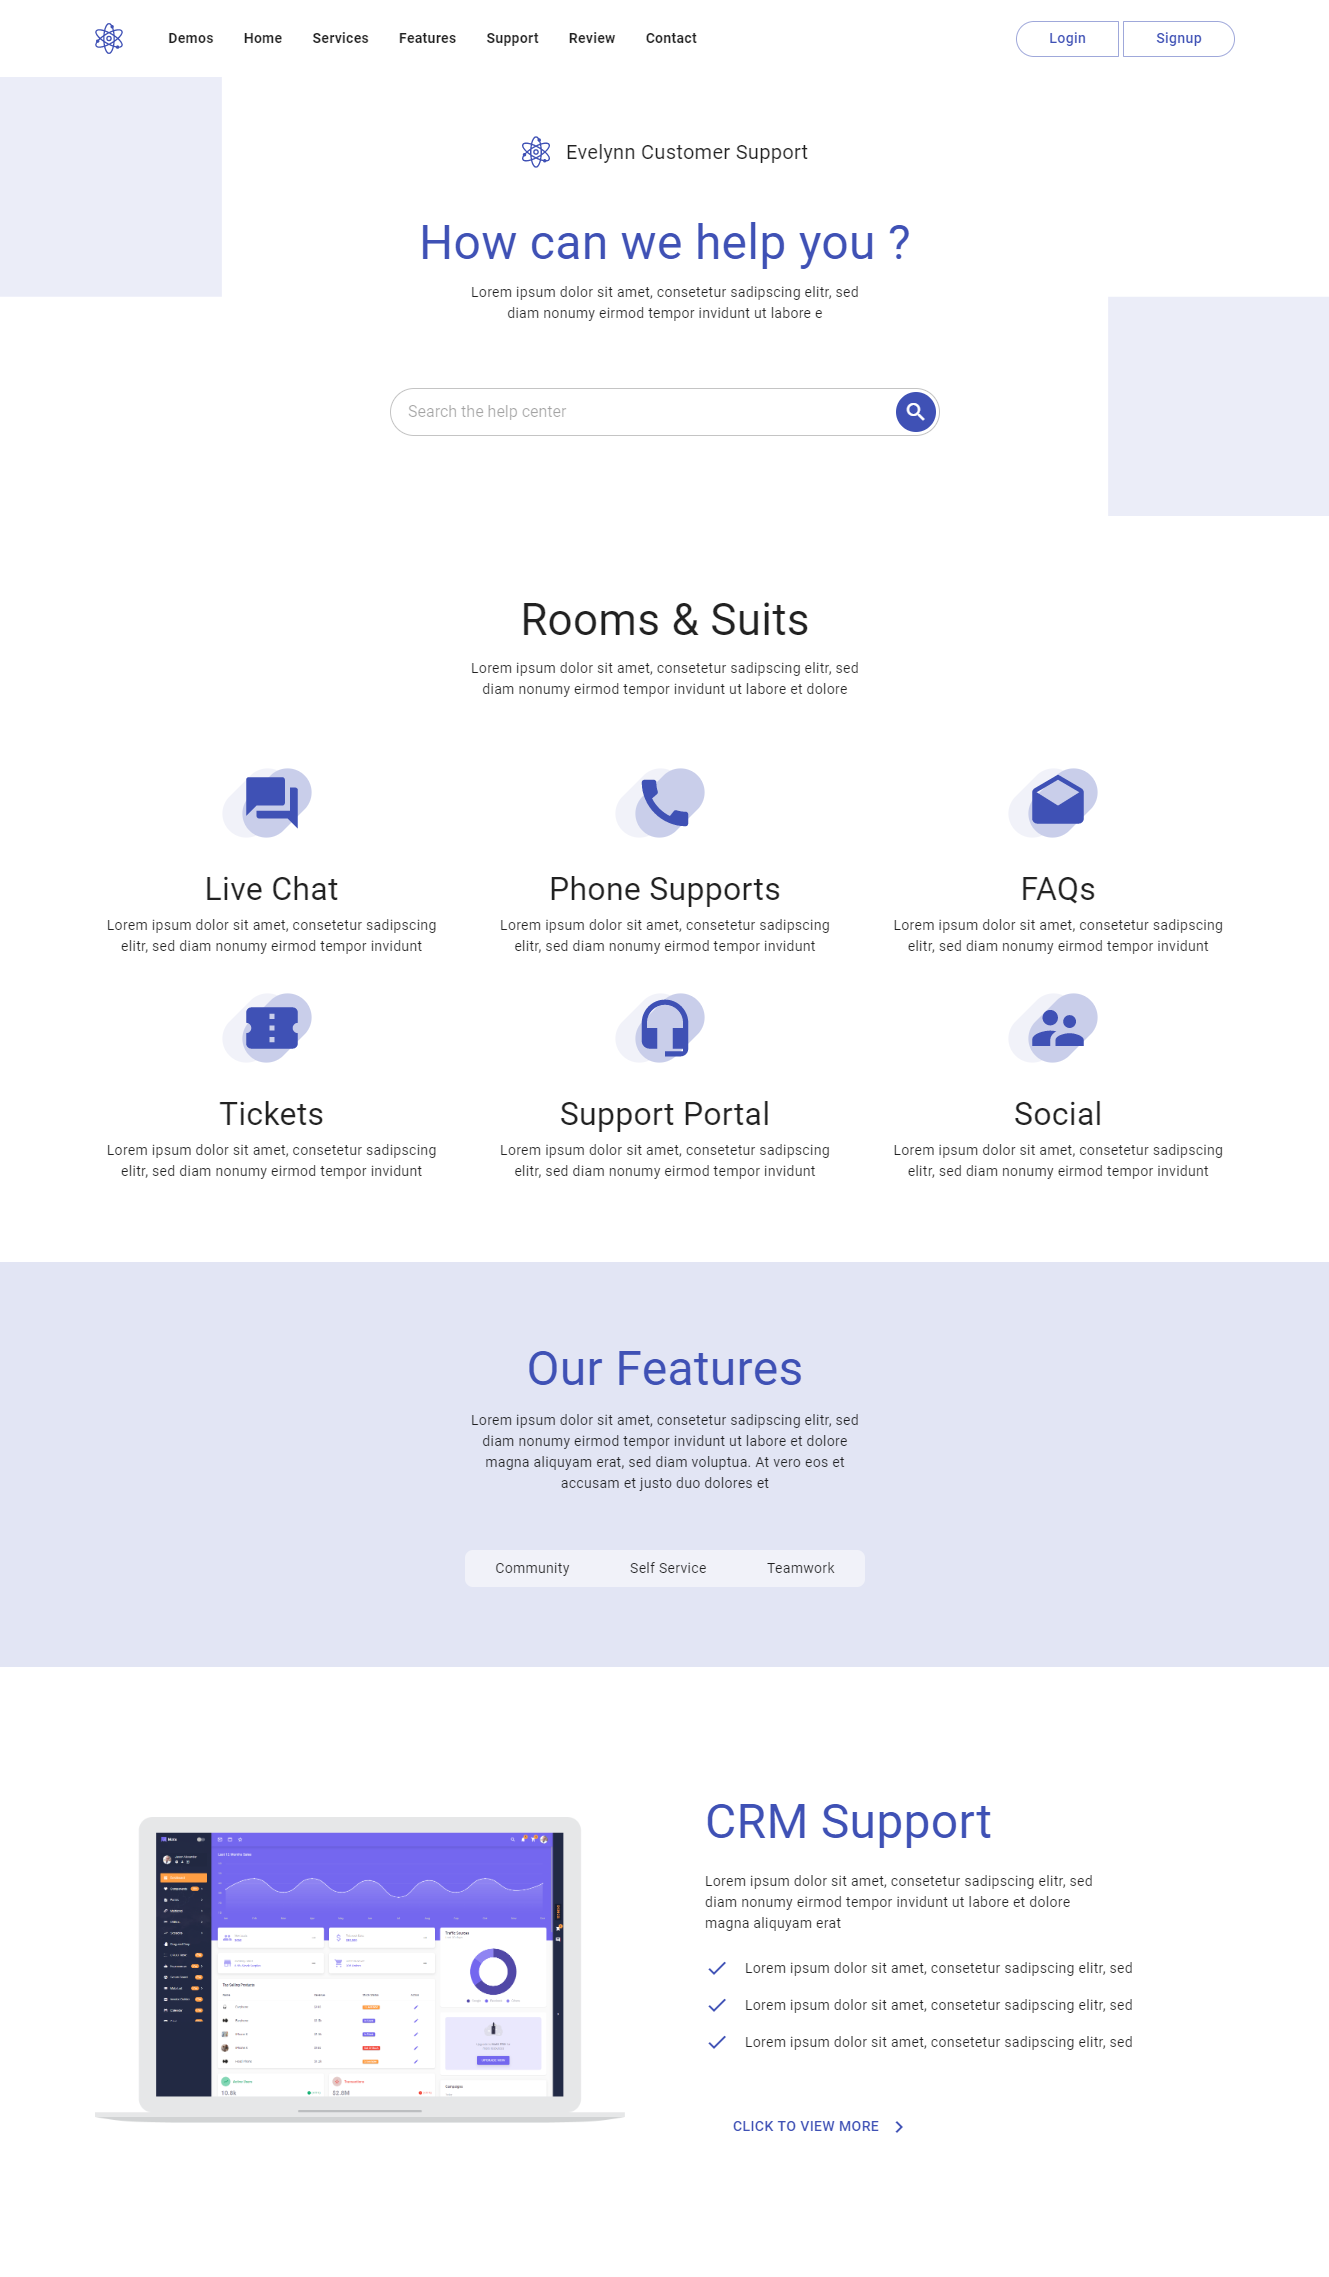 Demos Home Services Features Support Review Contact Login Signup
Evelynn Customer Support
How can we help you ?
Lorem ipsum dolor sit amet, consetetur sadipscing elitr, sed
diam nonumy eirmod tempor invidunt ut labore e
Search the help center
Rooms & Suits
Lorem ipsum dolor sit amet, consetetur sadipscing elitr, sed
diam nonumy eirmod tempor invidunt ut labore et dolore
Live Chat
Lorem ipsum dolor sit amet, consetetur sadipscing
elitr, sed diam nonumy eirmod tempor invidunt
Phone Supports
Lorem ipsum dolor sit amet, consetetur sadipscing
elitr, sed diam nonumy eirmod tempor invidunt
FAQs
Lorem ipsum dolor sit amet, consetetur sadipscing
elitr, sed diam nonumy eirmod tempor invidunt
Tickets
Lorem ipsum dolor sit amet, consetetur sadipscing
elitr, sed diam nonumy eirmod tempor invidunt
Support Portal
Lorem ipsum dolor sit amet, consetetur sadipscing
elitr, sed diam nonumy eirmod tempor invidunt
Social
Lorem ipsum dolor sit amet, consetetur sadipscing
elitr, sed diam nonumy eirmod tempor invidunt
Our Features
Lorem ipsum dolor sit amet, consetetur sadipscing elitr, sed
diam nonumy eirmod tempor invidunt ut labore et dolore
magna aliquyam erat, sed diam voluptua. At vero eos et
accusam et justo duo dolores et
Community Self Service Teamwork
Traffic Sources
Top Selling Products
10.8k
$2.8M
Campaigns
CRM Support
Lorem ipsum dolor sit amet, consetetur sadipscing elitr, sed
diam nonumy eirmod tempor invidunt ut labore et dolore
magna aliquyam erat
Lorem ipsum dolor sit amet, consetetur sadipscing elitr, sed
Lorem ipsum dolor sit amet, consetetur sadipscing elitr, sed
Lorem ipsum dolor sit amet, consetetur sadipscing elitr, sed
CLICK TO VIEW MORE